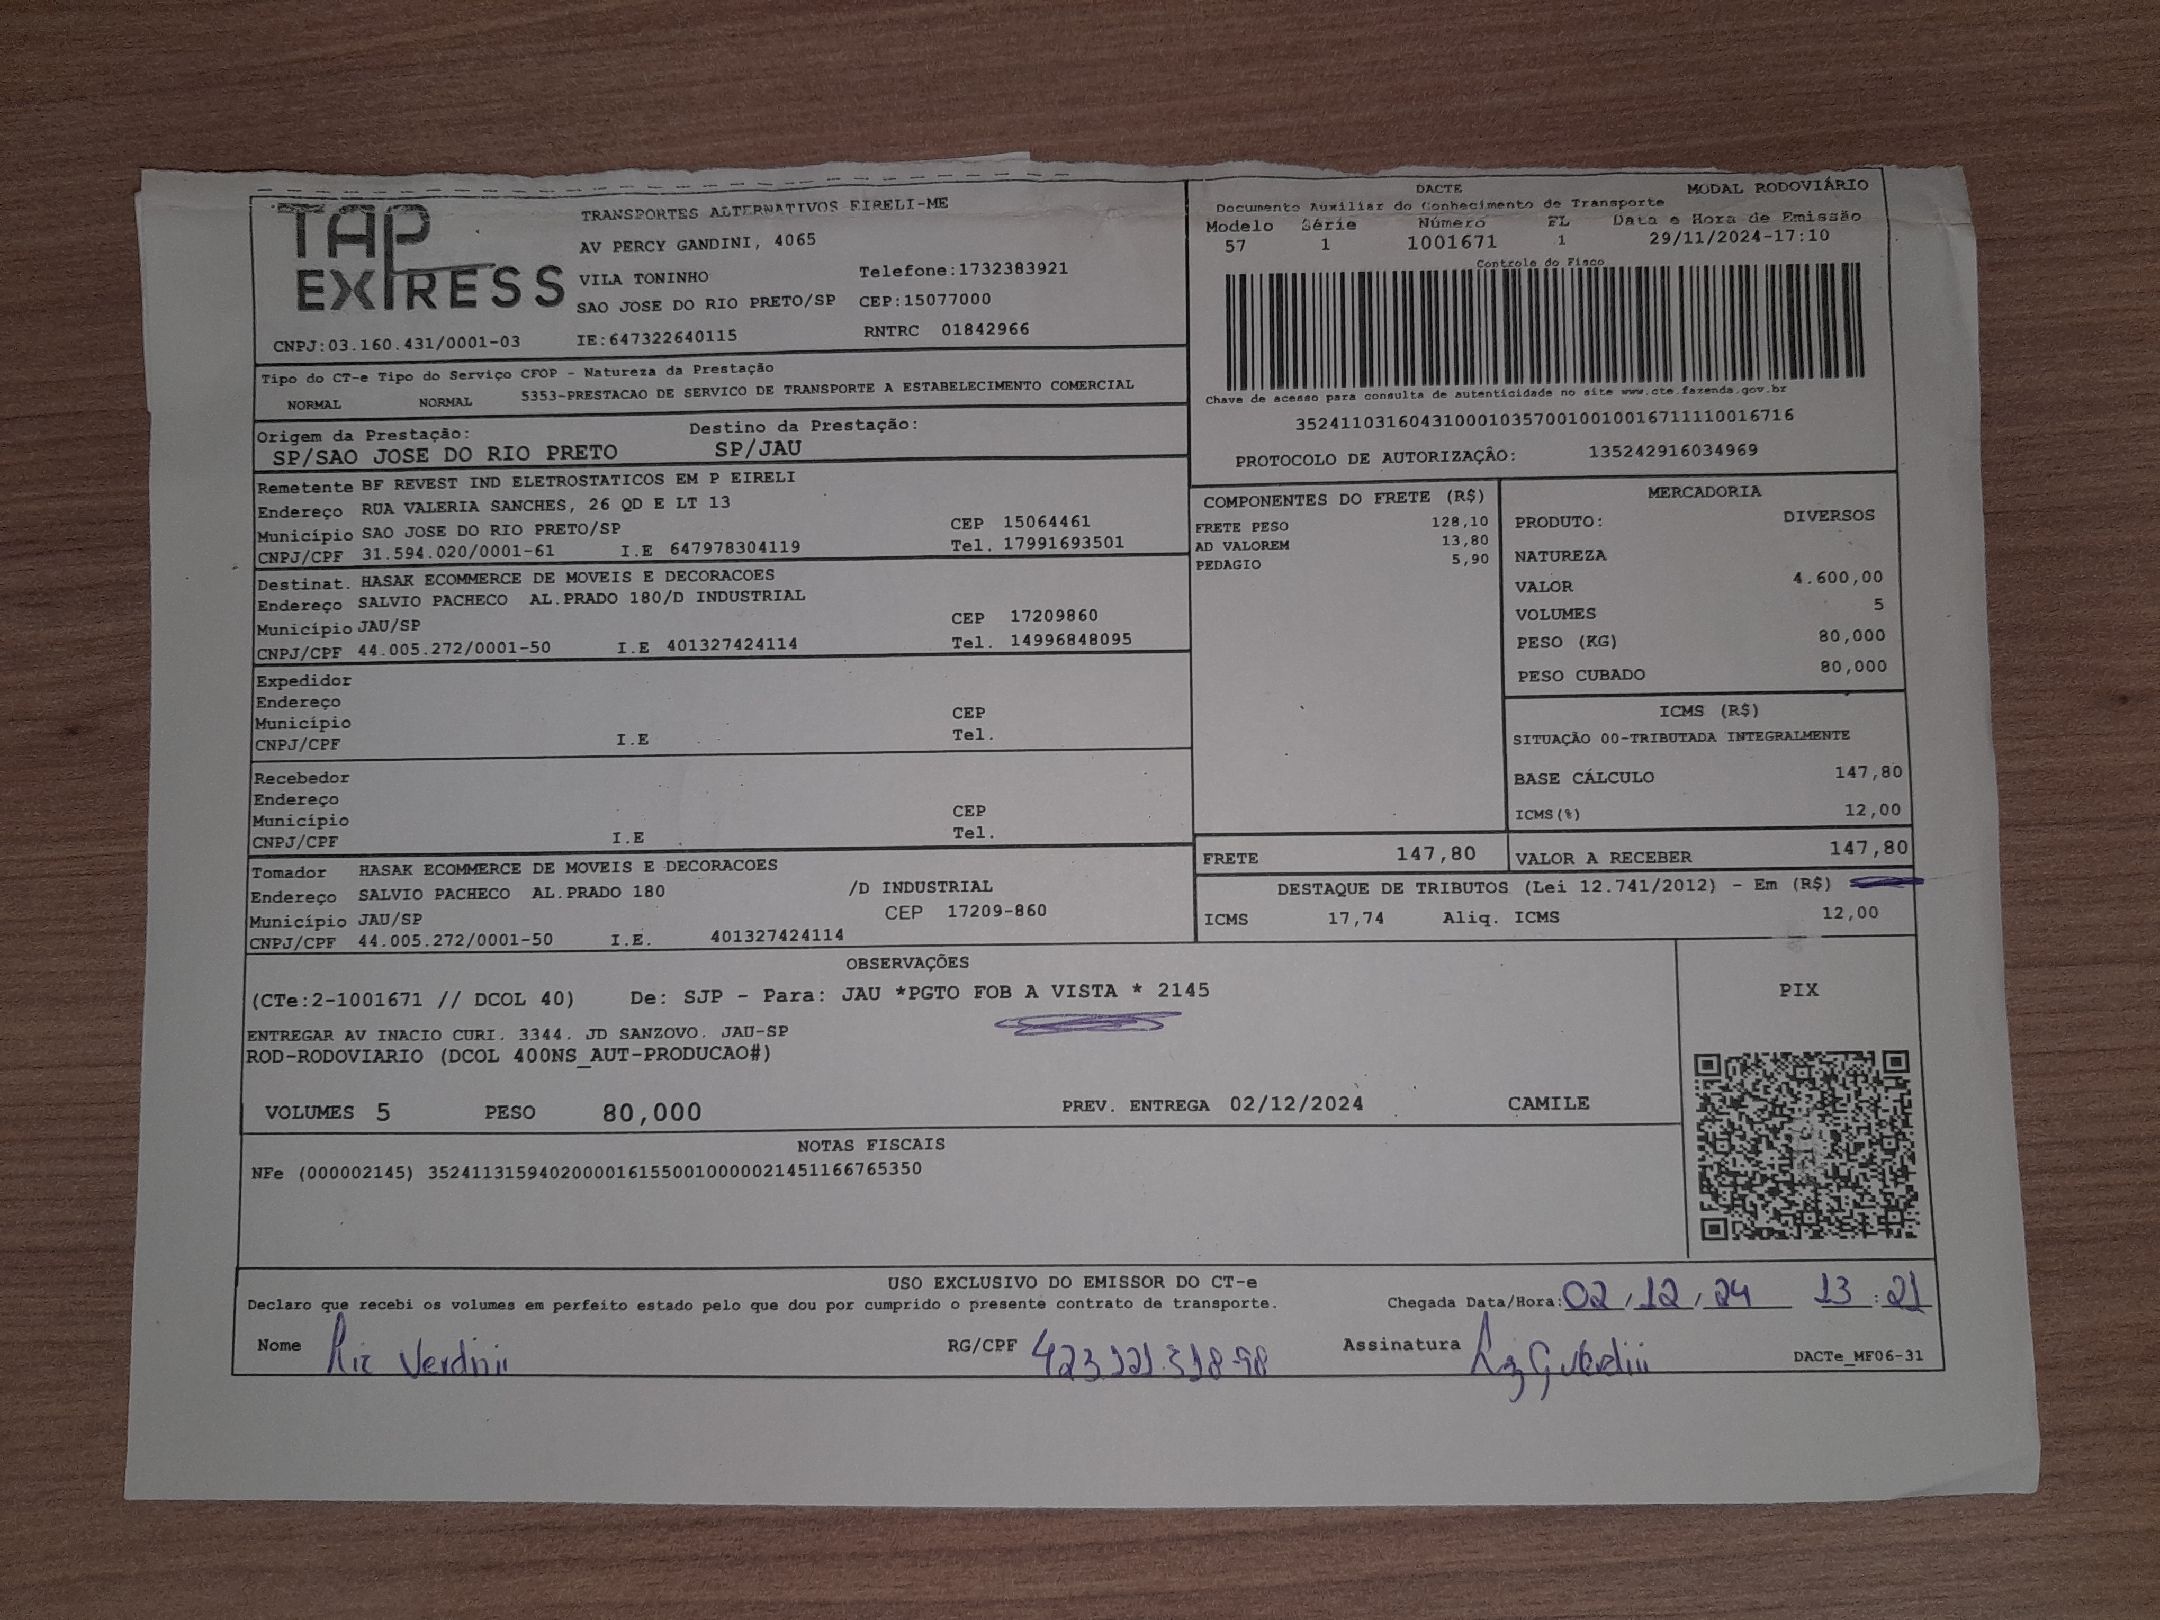 TAP EXPRESS
TRANSPORTES ALTERNATIVOS EIRELI-ME
AV PERCY GANDINI, 4065
VILA TONINHO Telefone:1732383921
SAO JOSE DO RIO PRETO/SP CEP:15077000
CNPJ:03.160.431/0001-03 IE:647322640115 RNTRC 01842966
DACTE MODAL RODOVIÁRIO
Documento Auxiliar do Conhecimento de Transporte
Modelo Série Número FL Data e Hora de Emissão
57 1 1001671 1 29/11/2024-17:10
Controle do Fisco
Chave de acesso para consulta de autenticidade no site www.cte.fazenda.gov.br
35241103160431000103570010010016711110016716
PROTOCOLO DE AUTORIZAÇÃO: 135242916034969
Tipo do CT-e Tipo do Serviço CFOP - Natureza da Prestação
NORMAL NORMAL 5353-PRESTACAO DE SERVICO DE TRANSPORTE A ESTABELECIMENTO COMERCIAL
Origem da Prestação: Destino da Prestação:
SP/SAO JOSE DO RIO PRETO SP/JAU
Remetente BF REVEST IND ELETROSTATICOS EM P EIRELI
Endereço RUA VALERIA SANCHES, 26 QD E LT 13
Município SAO JOSE DO RIO PRETO/SP CEP 15064461
CNPJ/CPF 31.594.020/0001-61 I.E 647978304119 Tel. 17991693501
Destinat. HASAK ECOMMERCE DE MOVEIS E DECORACOES
Endereço SALVIO PACHECO AL.PRADO 180/D INDUSTRIAL
Município JAU/SP CEP 17209860
CNPJ/CPF 44.005.272/0001-50 I.E 401327424114 Tel. 14996848095
Expedidor
Endereço
Município CEP
CNPJ/CPF I.E Tel.
Recebedor
Endereço
Município CEP
CNPJ/CPF I.E Tel.
Tomador HASAK ECOMMERCE DE MOVEIS E DECORACOES
Endereço SALVIO PACHECO AL.PRADO 180 /D INDUSTRIAL
Município JAU/SP CEP 17209-860
CNPJ/CPF 44.005.272/0001-50 I.E. 401327424114
COMPONENTES DO FRETE (R$)
FRETE PESO 128,10
AD VALOREM 13,80
PEDAGIO 5,90
MERCADORIA
PRODUTO: DIVERSOS
NATUREZA
VALOR 4.600,00
VOLUMES 5
PESO (KG) 80,000
PESO CUBADO 80,000
ICMS (R$)
SITUAÇÃO 00-TRIBUTADA INTEGRALMENTE
BASE CÁLCULO 147,80
ICMS(%) 12,00
FRETE 147,80 VALOR A RECEBER 147,80
DESTAQUE DE TRIBUTOS (Lei 12.741/2012) - Em (R$)
ICMS 17,74 Aliq. ICMS 12,00
OBSERVAÇÕES
(CTe:2-1001671 // DCOL 40) De: SJP - Para: JAU *PGTO FOB A VISTA * 2145
ENTREGAR AV INACIO CURI, 3344, JD SANZOVO, JAU-SP
ROD-RODOVIARIO (DCOL 400NS_AUT-PRODUCAO#)
VOLUMES 5 PESO 80,000 PREV. ENTREGA 02/12/2024 CAMILE
PIX
NOTAS FISCAIS
NFe (000002145) 35241131594020000161550010000021451166765350
USO EXCLUSIVO DO EMISSOR DO CT-e
Declaro que recebi os volumes em perfeito estado pelo que dou por cumprido o presente contrato de transporte. Chegada Data/Hora: 02/12/24 13:21
Nome RG/CPF 423121318-98 Assinatura DACTe_MF06-31